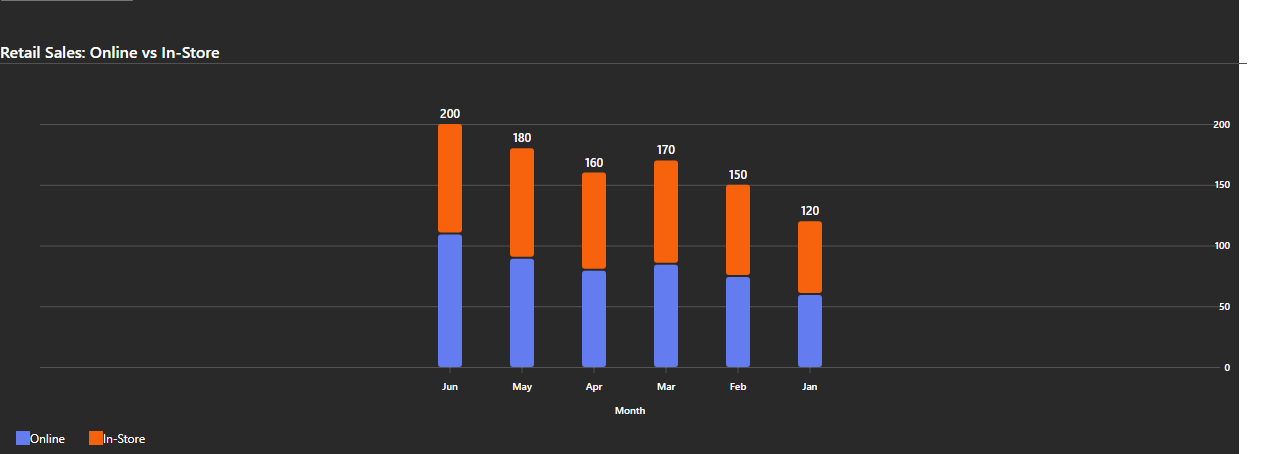 Retail Sales: Online vs In-Store
200
180
160
170
150
120
200
150
100
50
0
Jun May Apr Mar Feb Jan
Month
Online In-Store